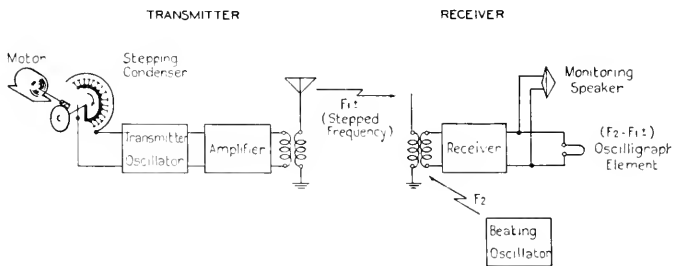 TRANSMITTER
RECEIVER
Motor
Stepping
Condenser
C
Transmitter
Oscillator
Amplifier
F1±
(Stepped
Frequency)
F2
Receiver
Beating
Oscillator
Monitoring
Speaker
(F2-F1±)
Oscilligraph
Element